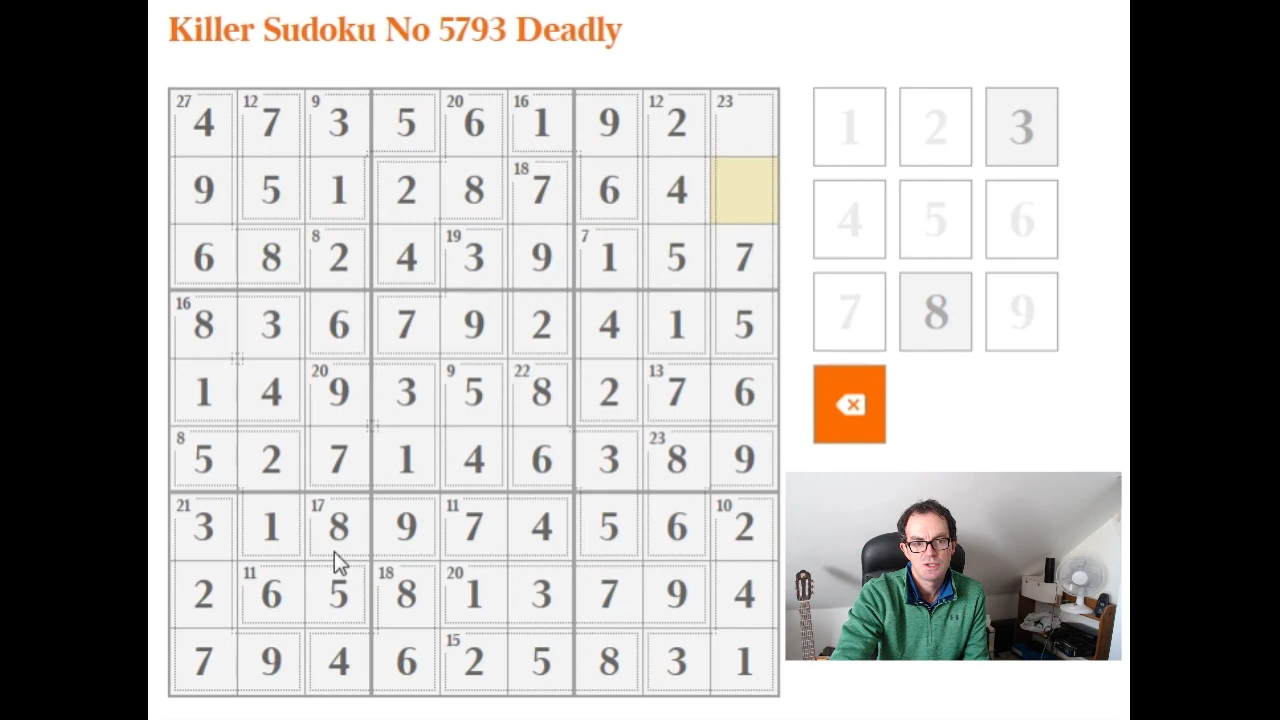 Killer Sudoku No 5793 Deadly
27 12 9 20 16 12 23
4 7 3 5 6 1 9 2
18
9 5 1 2 8 7 6 4
8 19 7
6 8 2 4 3 9 1 5 7
16
8 3 6 7 9 2 4 1 5
20 9 22 13
1 4 9 3 5 8 2 7 6
8 23
5 2 7 1 4 6 3 8 9
21 17 11 10
3 1 8 9 7 4 5 6 2
11 18 20
2 6 5 8 1 3 7 9 4
15
7 9 4 6 2 5 8 3 1
1 2 3
4 5 6
7 8 9